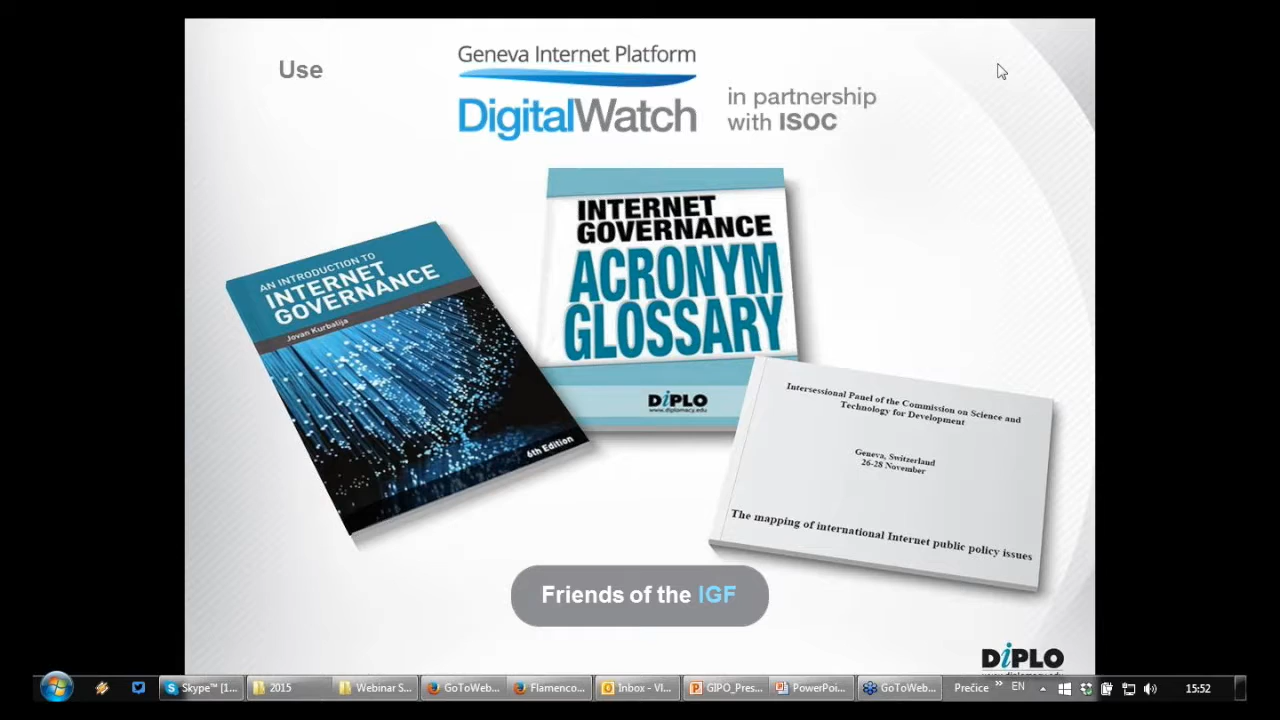 Use
Geneva Internet Platform
DigitalWatch
in partnership
with ISOC
AN INTRODUCTION TO
INTERNET
GOVERNANCE
Jovan Kurbalija
6th Edition
INTERNET
GOVERNANCE
ACRONYM
GLOSSARY
DiPLO
www.diplomacy.edu
Intersessional Panel of the Commission on Science and
Technology for Development
Geneva, Switzerland
26-28 November
The mapping of international Internet public policy issues
Friends of the IGF
DiPLO
Skype™ [1...
2015
Webinar S...
GoToWeb...
Flamenco...
Inbox - VI...
GIPO_Pres...
PowerPoi...
GoToWeb...
Prečice
EN
15:52